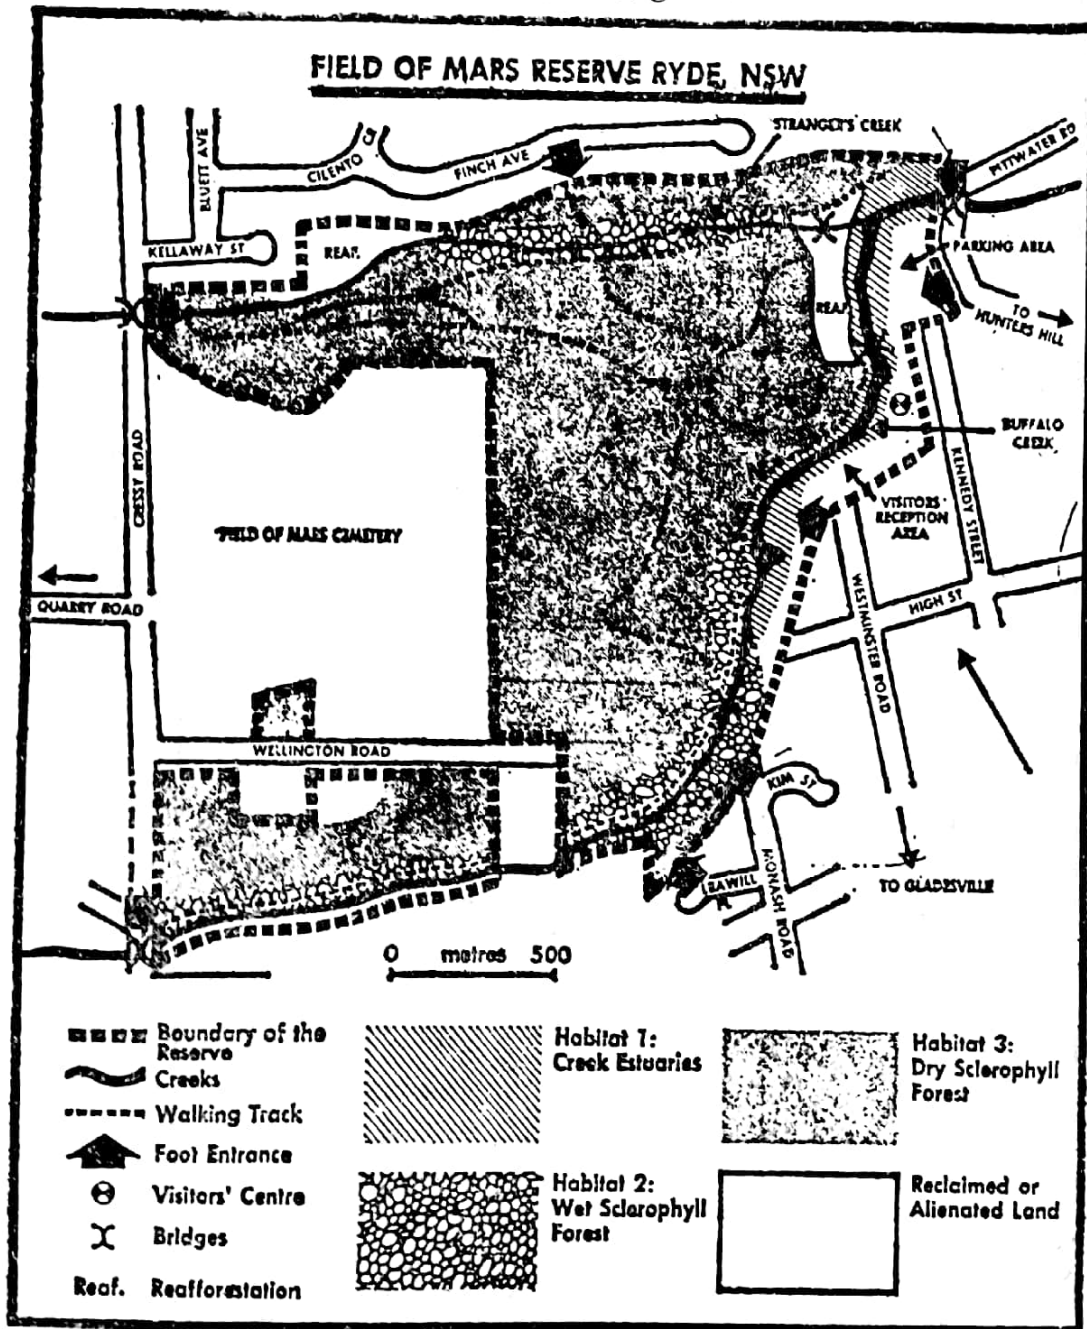 FIELD OF MARS RESERVE RYDE, NSW
STRANGER'S CREEK
PITTWATER RD
BLUETT AVE
CILENTO CR
FINCH AVE
KELLAWAY ST
REAF.
PARKING AREA
REAF.
TO
HUNTERS HILL
BUFFALO
CREEK
CRESSY ROAD
FIELD OF MARS CEMETERY
VISITORS'
RECEPTION
AREA
KENNEDY STREET
QUARRY ROAD
WESTMINSTER ROAD
HIGH ST
WELLINGTON ROAD
KIM ST
MONASH ROAD
TO GLADESVILLE
0 metres 500
Boundary of the
Reserve
Creeks
Walking Track
Foot Entrance
Visitors' Centre
Bridges
Reaf. Reafforestation
Habitat 1:
Creek Estuaries
Habitat 2:
Wet Sclerophyll
Forest
Habitat 3:
Dry Sclerophyll
Forest
Reclaimed or
Alienated Land